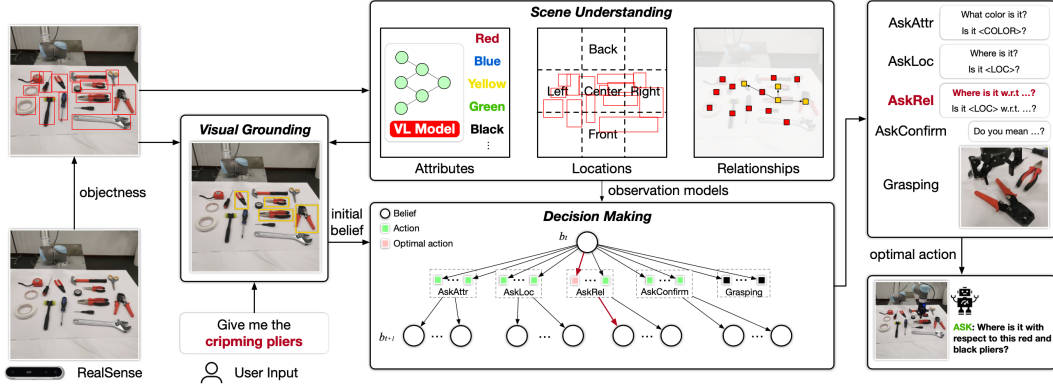 Scene Understanding
Red
Blue
Yellow
Green
Black
⋮
VL Model
Attributes
Back
Left
Center
Right
Front
Locations
Relationships
AskAttr
What color is it?
Is it <COLOR>?
AskLoc
Where is it?
Is it <LOC>?
AskRel
Where is it w.r.t ...?
Is it <LOC> w.r.t. ...?
AskConfirm
Do you mean ...?
Grasping
objectness
Visual Grounding
initial
belief
observation models
Decision Making
Belief
Action
Optimal action
bt
AskAttr
AskLoc
AskRel
AskConfirm
Grasping
bt+1
optimal action
ASK: Where is it with
respect to this red and
black pliers?
Give me the
cripming pliers
RealSense
User Input